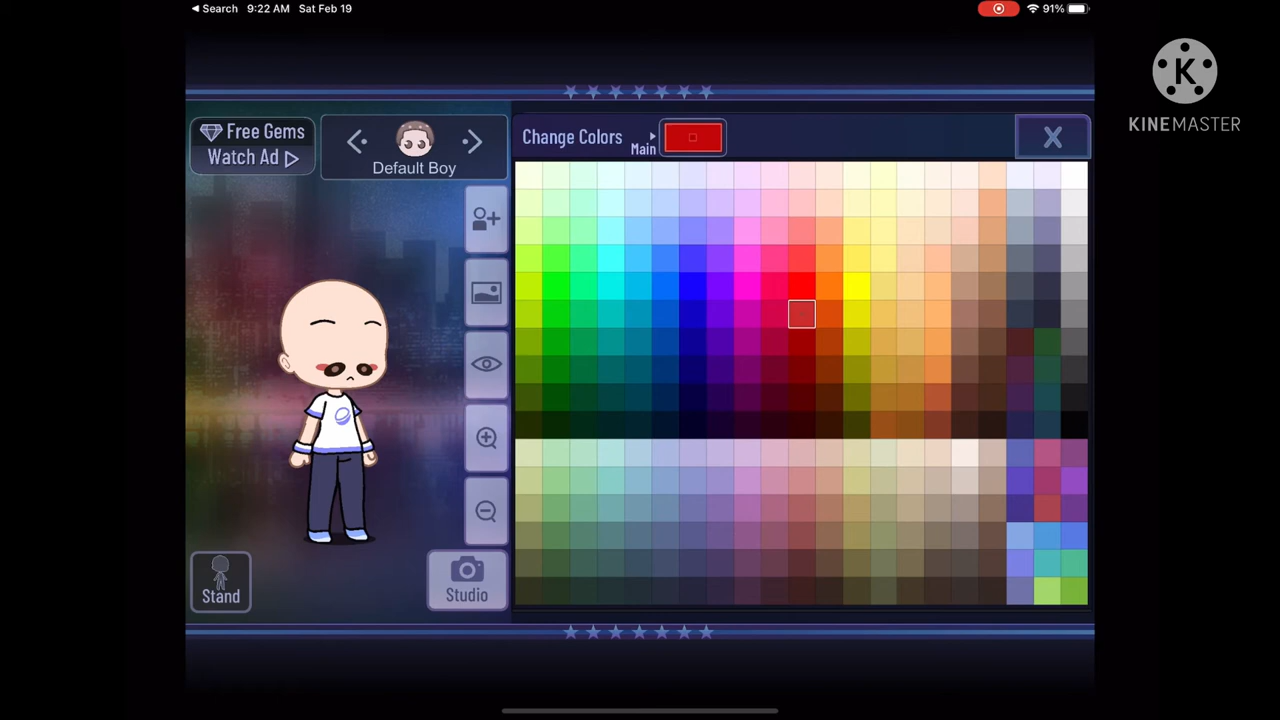 Search 9:22 AM Sat Feb 19
91%
Free Gems
Watch Ad
Default Boy
Change Colors
Main
X
K
KINEMASTER
Stand
Studio